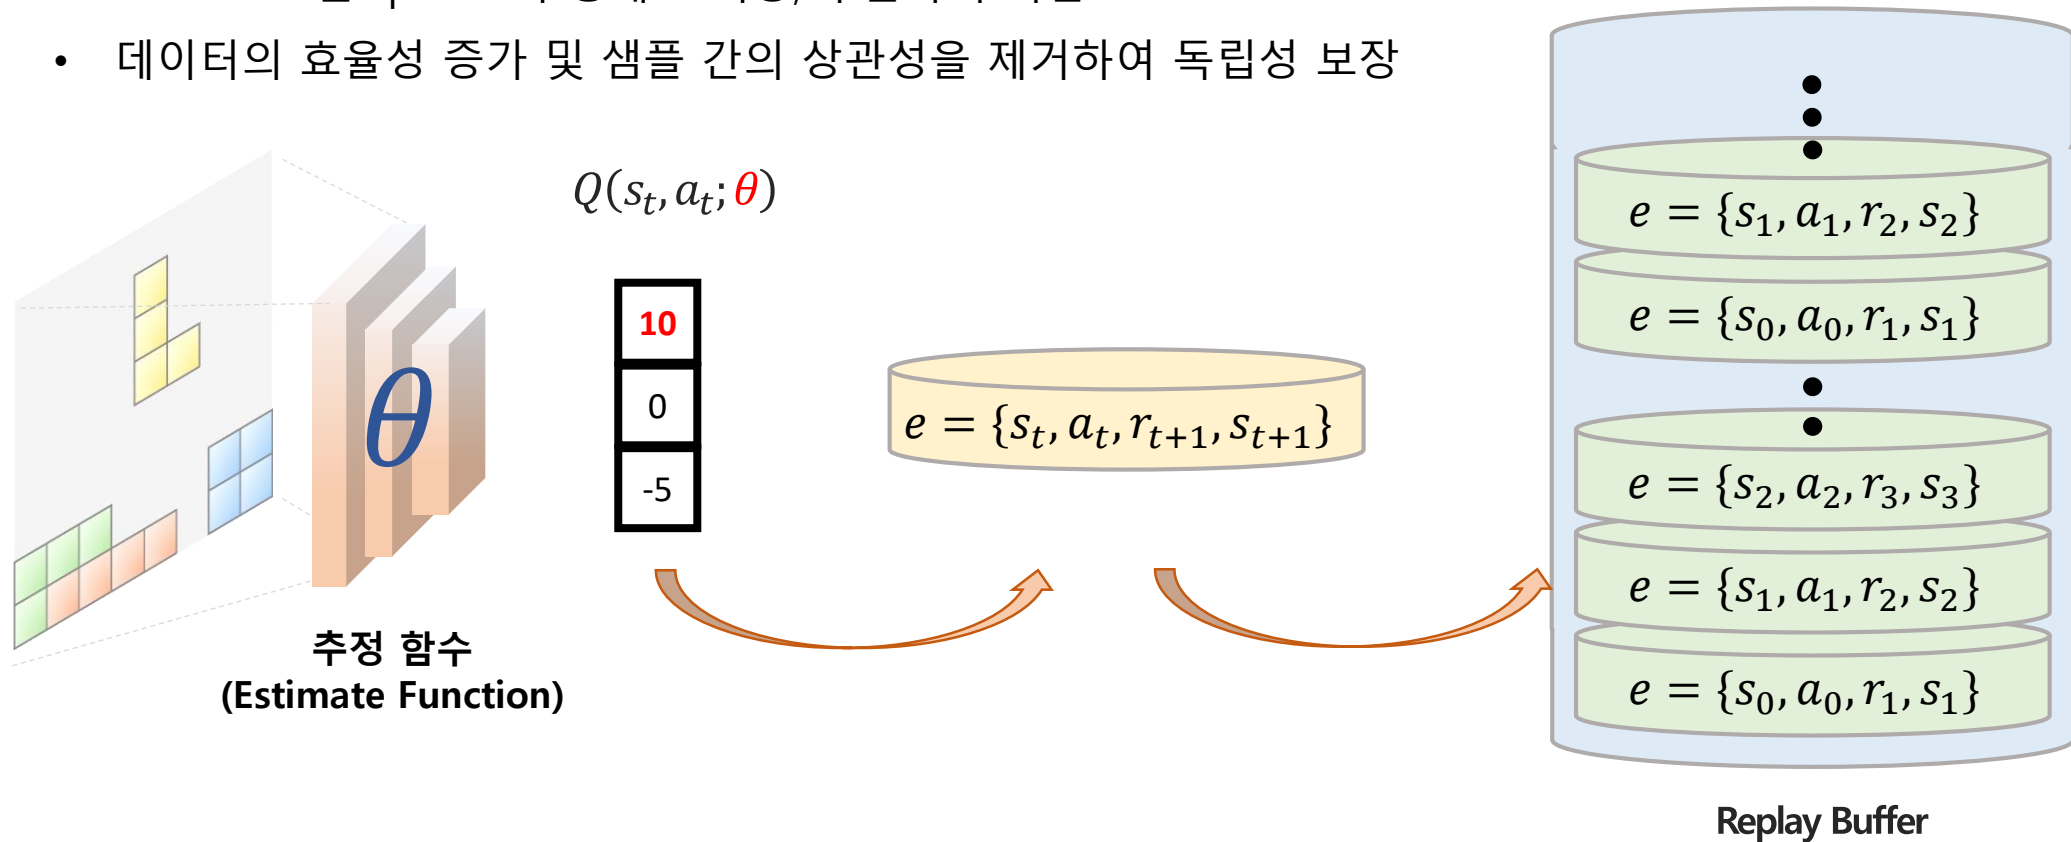 • 데이터의 효율성 증가 및 샘플 간의 상관성을 제거하여 독립성 보장
Q(s_t, a_t; θ)
10
0
-5
θ
추정 함수
(Estimate Function)
e = {s_t, a_t, r_{t+1}, s_{t+1}}
e = {s_1, a_1, r_2, s_2}
e = {s_0, a_0, r_1, s_1}
e = {s_2, a_2, r_3, s_3}
e = {s_1, a_1, r_2, s_2}
e = {s_0, a_0, r_1, s_1}
Replay Buffer